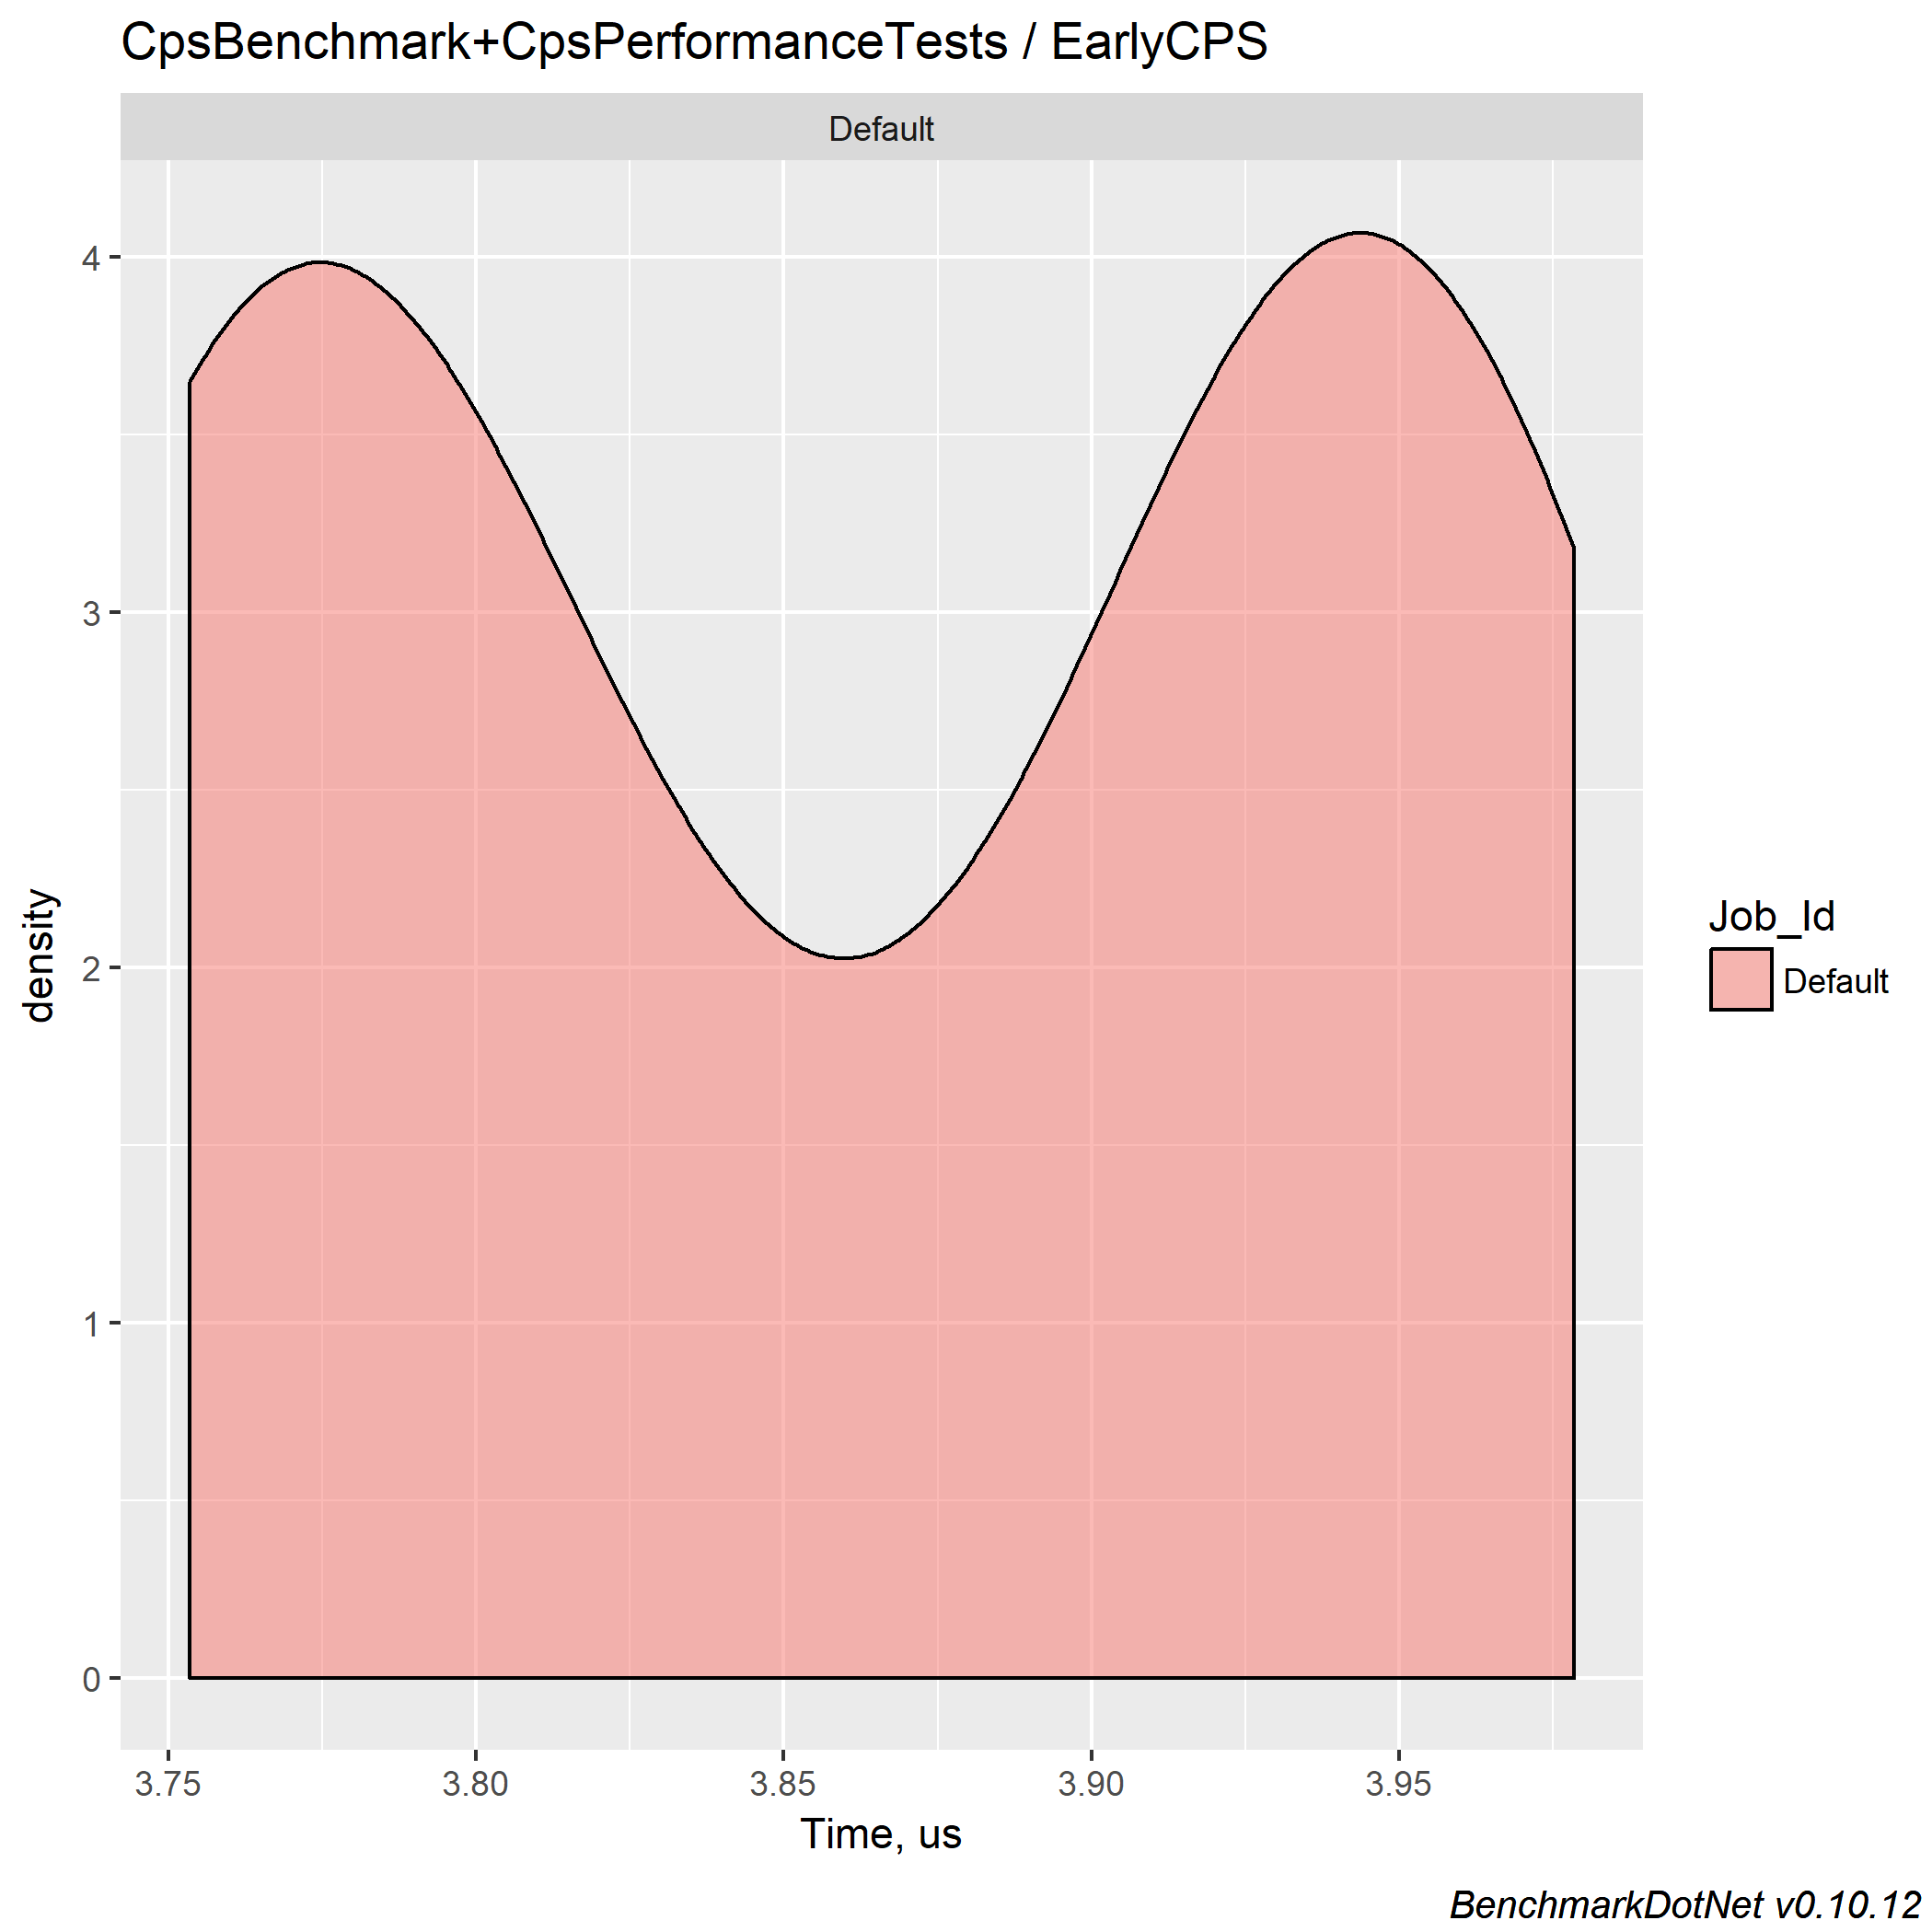 CpsBenchmark+CpsPerformanceTests / EarlyCPS
Default
4
3
2
1
0
density
3.75 3.80 3.85 3.90 3.95
Time, us
Job_Id
Default
BenchmarkDotNet v0.10.12